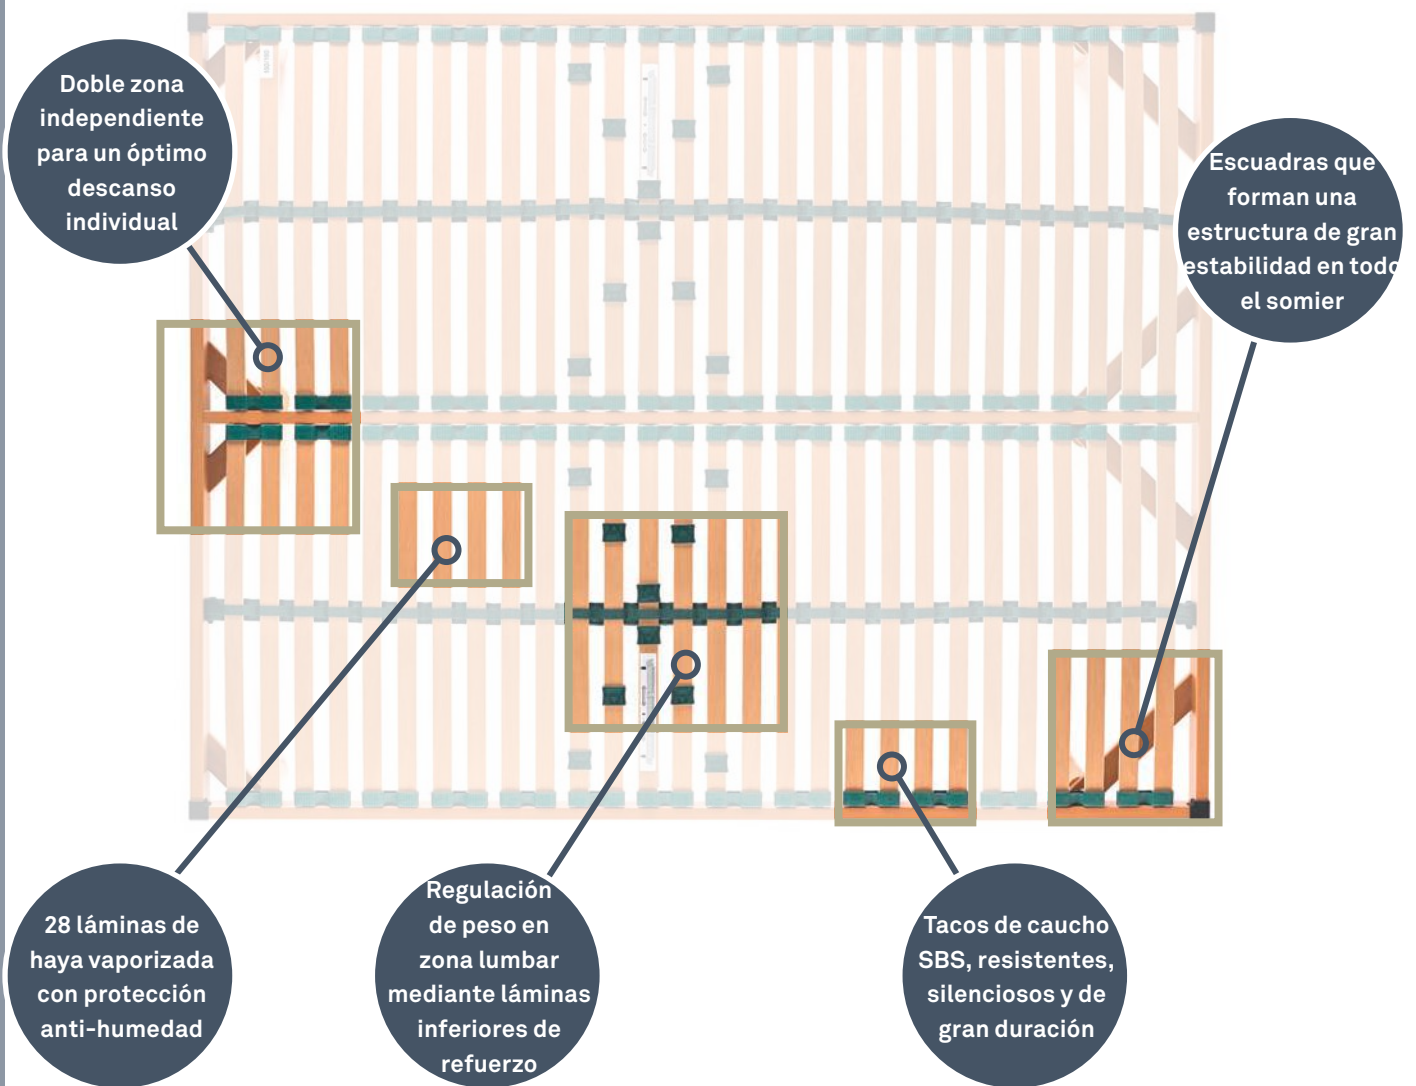 Doble zona
independiente
para un óptimo
descanso
individual
Escuadras que
forman una
estructura de gran
estabilidad en todo
el somier
28 láminas de
haya vaporizada
con protección
anti-humedad
Regulación
de peso en
zona lumbar
mediante láminas
inferiores de
refuerzo
Tacos de caucho
SBS, resistentes,
silenciosos y de
gran duración